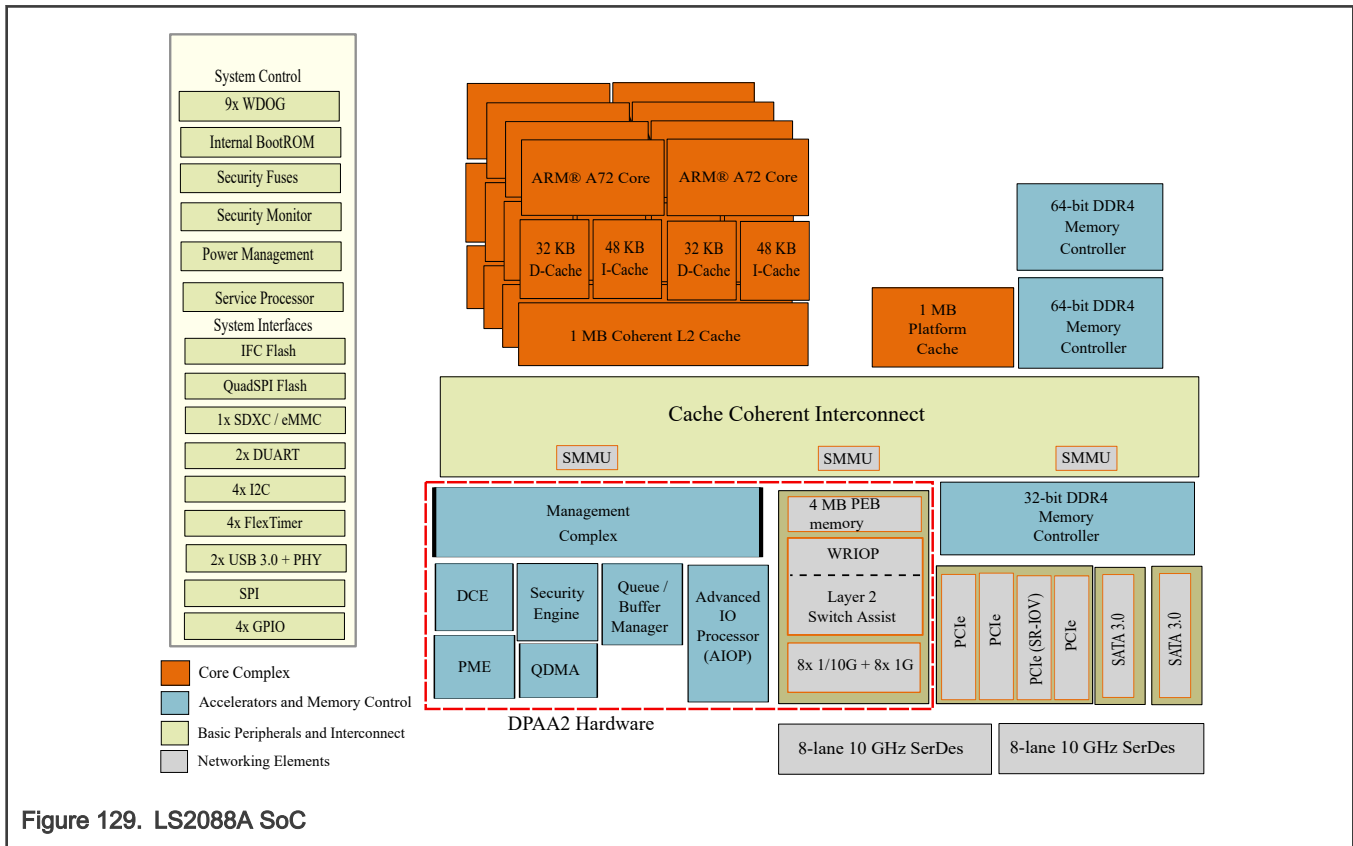 System Control
9x WDOG
Internal BootROM
Security Fuses
Security Monitor
Power Management
Service Processor
System Interfaces
IFC Flash
QuadSPI Flash
1x SDXC / eMMC
2x DUART
4x I2C
4x FlexTimer
2x USB 3.0 + PHY
SPI
4x GPIO
Core Complex
Accelerators and Memory Control
Basic Peripherals and Interconnect
Networking Elements
ARM® A72 Core
ARM® A72 Core
32 KB
D-Cache
48 KB
I-Cache
32 KB
D-Cache
48 KB
I-Cache
1 MB Coherent L2 Cache
1 MB
Platform
Cache
64-bit DDR4
Memory
Controller
64-bit DDR4
Memory
Controller
Cache Coherent Interconnect
SMMU
SMMU
SMMU
Management
Complex
DCE
Security
Engine
Queue /
Buffer
Manager
Advanced
IO
Processor
(AIOP)
PME
QDMA
DPAA2 Hardware
4 MB PEB
memory
WRIOP
Layer 2
Switch Assist
8x 1/10G + 8x 1G
32-bit DDR4
Memory
Controller
PCIe
PCIe
PCIe (SR-IOV)
PCIe
SATA 3.0
SATA 3.0
8-lane 10 GHz SerDes
8-lane 10 GHz SerDes
Figure 129. LS2088A SoC